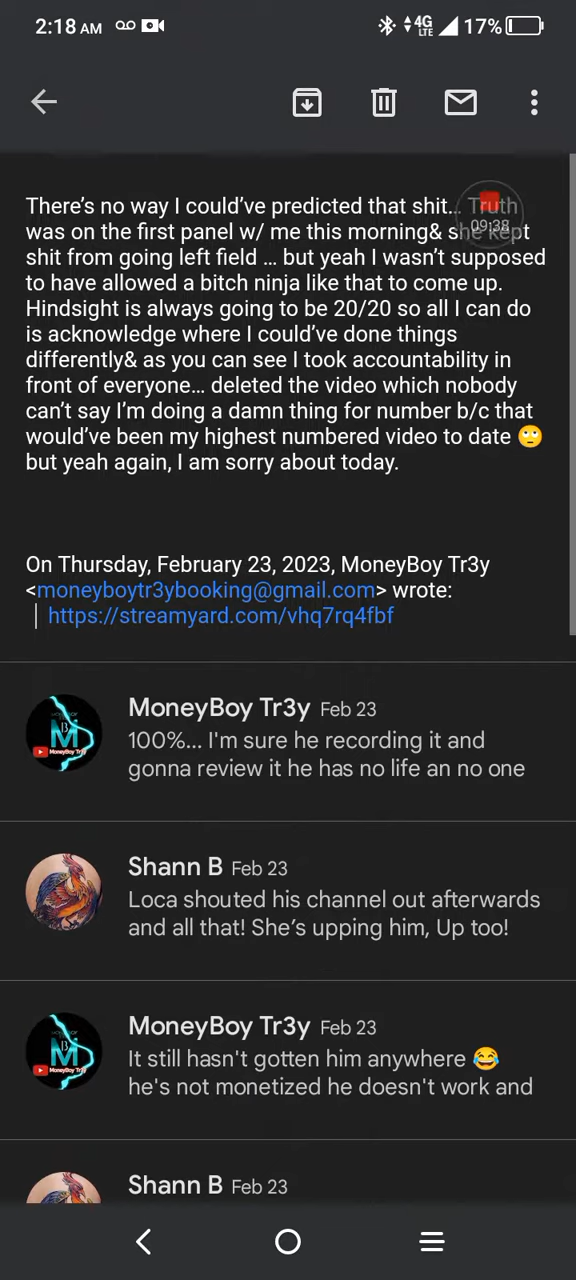 2:18 AM 4G LTE 17%
There's no way I could've predicted that shit… Truth
was on the first panel w/ me this morning& she kept
09:38
shit from going left field … but yeah I wasn't supposed
to have allowed a bitch ninja like that to come up.
Hindsight is always going to be 20/20 so all I can do
is acknowledge where I could've done things
differently& as you can see I took accountability in
front of everyone… deleted the video which nobody
can't say I'm doing a damn thing for number b/c that
would've been my highest numbered video to date 🙄
but yeah again, I am sorry about today.
On Thursday, February 23, 2023, MoneyBoy Tr3y
<moneyboytr3ybooking@gmail.com> wrote:
https://streamyard.com/vhq7rq4fbf
MoneyBoy Tr3y Feb 23
100%... I'm sure he recording it and
gonna review it he has no life an no one
Shann B Feb 23
Loca shouted his channel out afterwards
and all that! She's upping him, Up too!
MoneyBoy Tr3y Feb 23
It still hasn't gotten him anywhere 😂
he's not monetized he doesn't work and
Shann B Feb 23